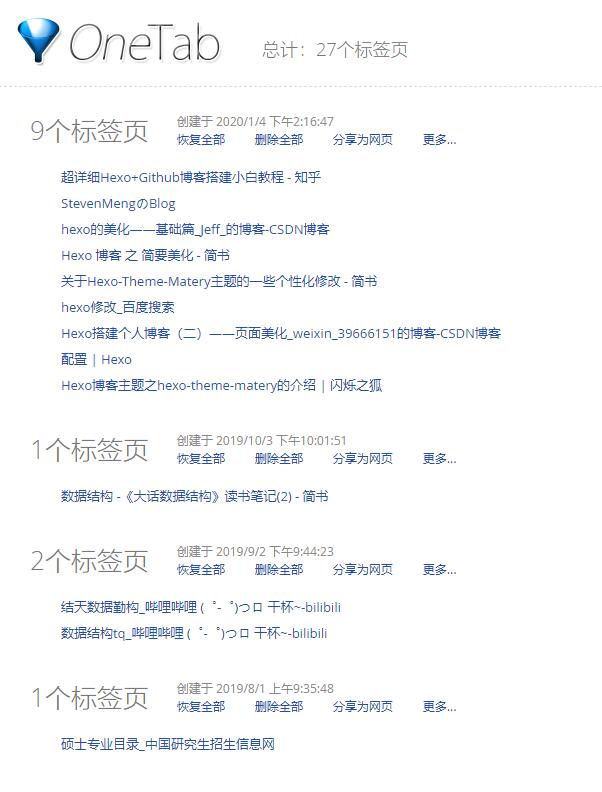 OneTab
总计：27个标签页
9个标签页
创建于 2020/1/4 下午2:16:47
恢复全部 删除全部 分享为网页 更多...
超详细Hexo+Github博客搭建小白教程 - 知乎
StevenMengのBlog
hexo的美化——基础篇_Jeff_的博客-CSDN博客
Hexo 博客 之 简要美化 - 简书
关于Hexo-Theme-Matery主题的一些个性化修改 - 简书
hexo修改_百度搜索
Hexo搭建个人博客（二）——页面美化_weixin_39666151的博客-CSDN博客
配置 | Hexo
Hexo博客主题之hexo-theme-matery的介绍 | 闪烁之狐
1个标签页
创建于 2019/10/3 下午10:01:51
恢复全部 删除全部 分享为网页 更多...
数据结构 -《大话数据结构》读书笔记(2) - 简书
2个标签页
创建于 2019/9/2 下午9:44:23
恢复全部 删除全部 分享为网页 更多...
结天数据勤构_哔哩哔哩 (゜-゜)つロ 干杯~-bilibili
数据结构tq_哔哩哔哩 (゜-゜)つロ 干杯~-bilibili
1个标签页
创建于 2019/8/1 上午9:35:48
恢复全部 删除全部 分享为网页 更多...
硕士专业目录_中国研究生招生信息网